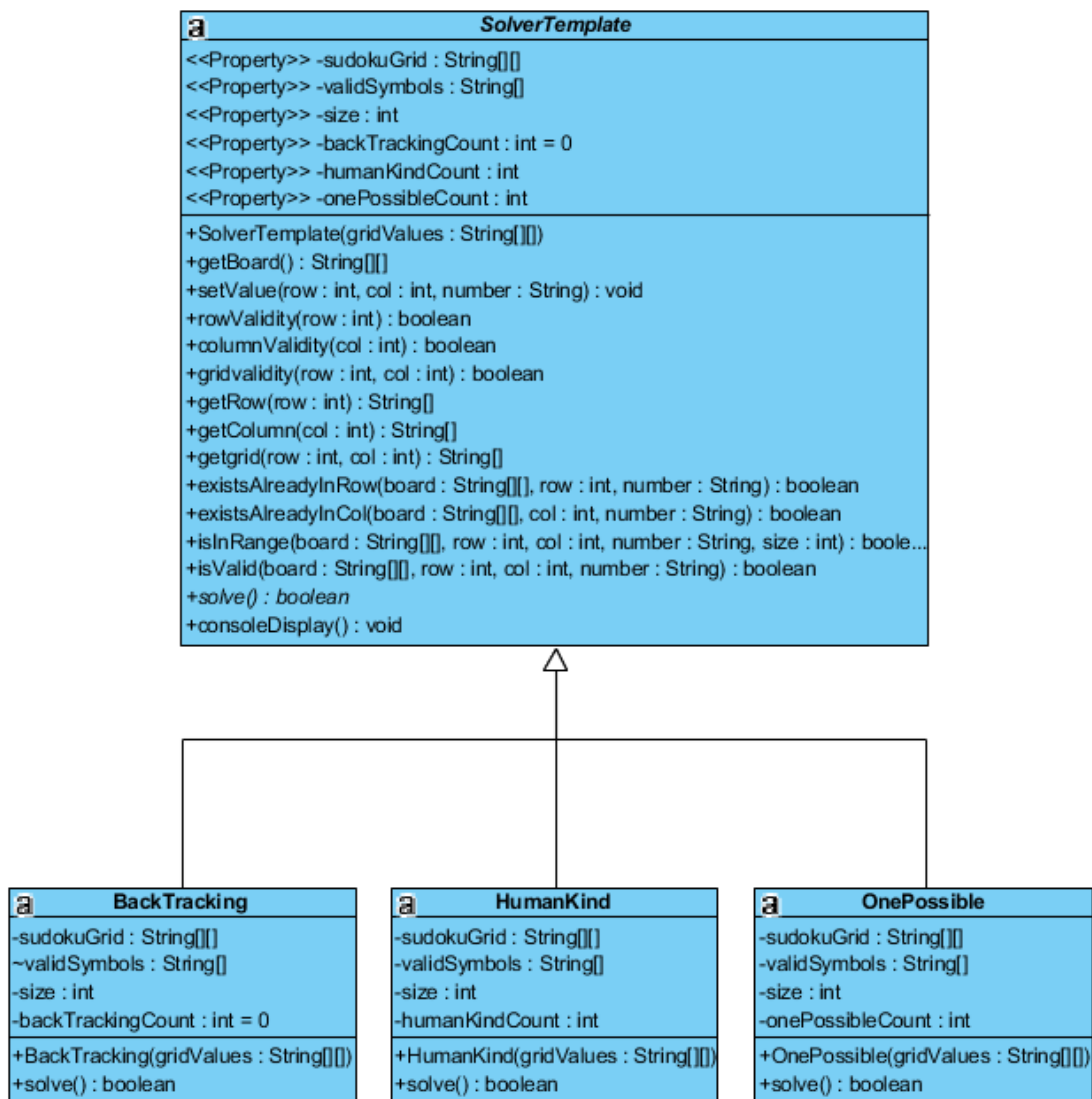 a SolverTemplate
<<Property>> -sudokuGrid : String[][]
<<Property>> -validSymbols : String[]
<<Property>> -size : int
<<Property>> -backTrackingCount : int = 0
<<Property>> -humanKindCount : int
<<Property>> -onePossibleCount : int
+SolverTemplate(gridValues : String[][])
+getBoard() : String[][]
+setValue(row : int, col : int, number : String) : void
+rowValidity(row : int) : boolean
+columnValidity(col : int) : boolean
+gridvalidity(row : int, col : int) : boolean
+getRow(row : int) : String[]
+getColumn(col : int) : String[]
+getgrid(row : int, col : int) : String[]
+existsAlreadyInRow(board : String[][], row : int, number : String) : boolean
+existsAlreadyInCol(board : String[][], col : int, number : String) : boolean
+isInRange(board : String[][], row : int, col : int, number : String, size : int) : boole...
+isValid(board : String[][], row : int, col : int, number : String) : boolean
+solve() : boolean
+consoleDisplay() : void
a BackTracking
-sudokuGrid : String[][]
~validSymbols : String[]
-size : int
-backTrackingCount : int = 0
+BackTracking(gridValues : String[][])
+solve() : boolean
a HumanKind
-sudokuGrid : String[][]
-validSymbols : String[]
-size : int
-humanKindCount : int
+HumanKind(gridValues : String[][])
+solve() : boolean
a OnePossible
-sudokuGrid : String[][]
-validSymbols : String[]
-size : int
-onePossibleCount : int
+OnePossible(gridValues : String[][])
+solve() : boolean